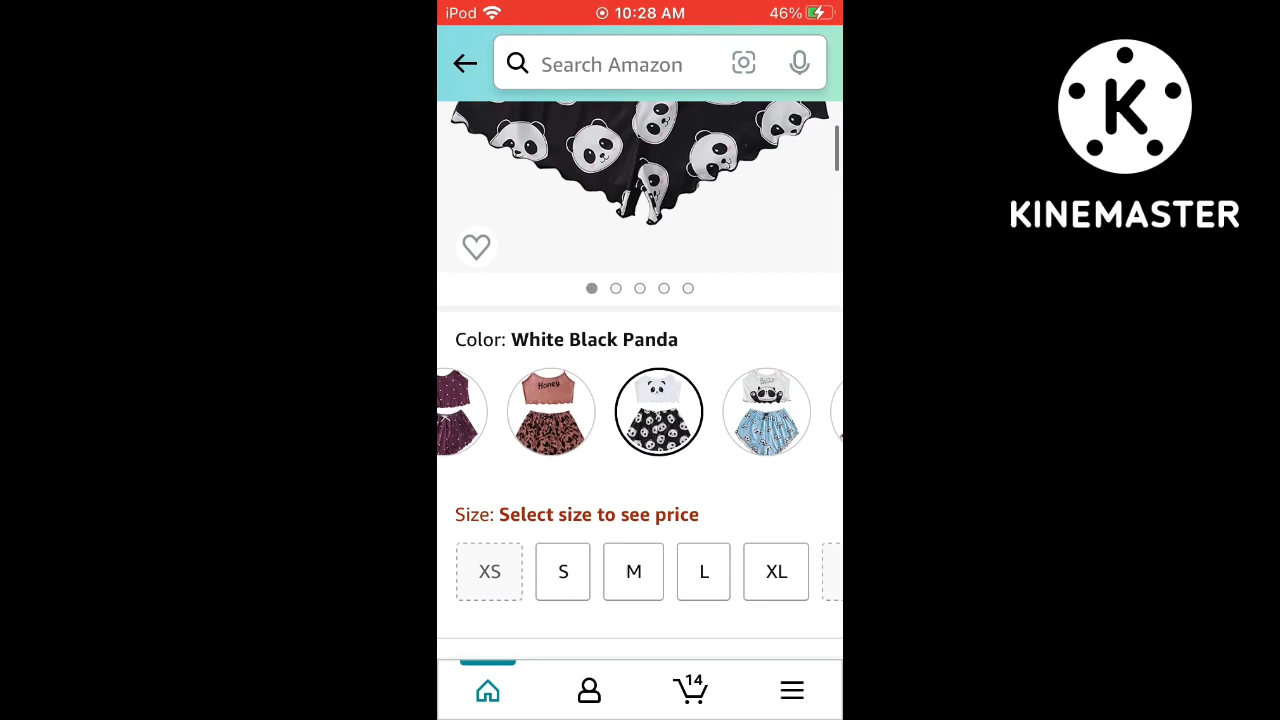 iPod 10:28 AM 46%
Search Amazon
KINEMASTER
Color: White Black Panda
Honey
Size: Select size to see price
XS S M L XL
14